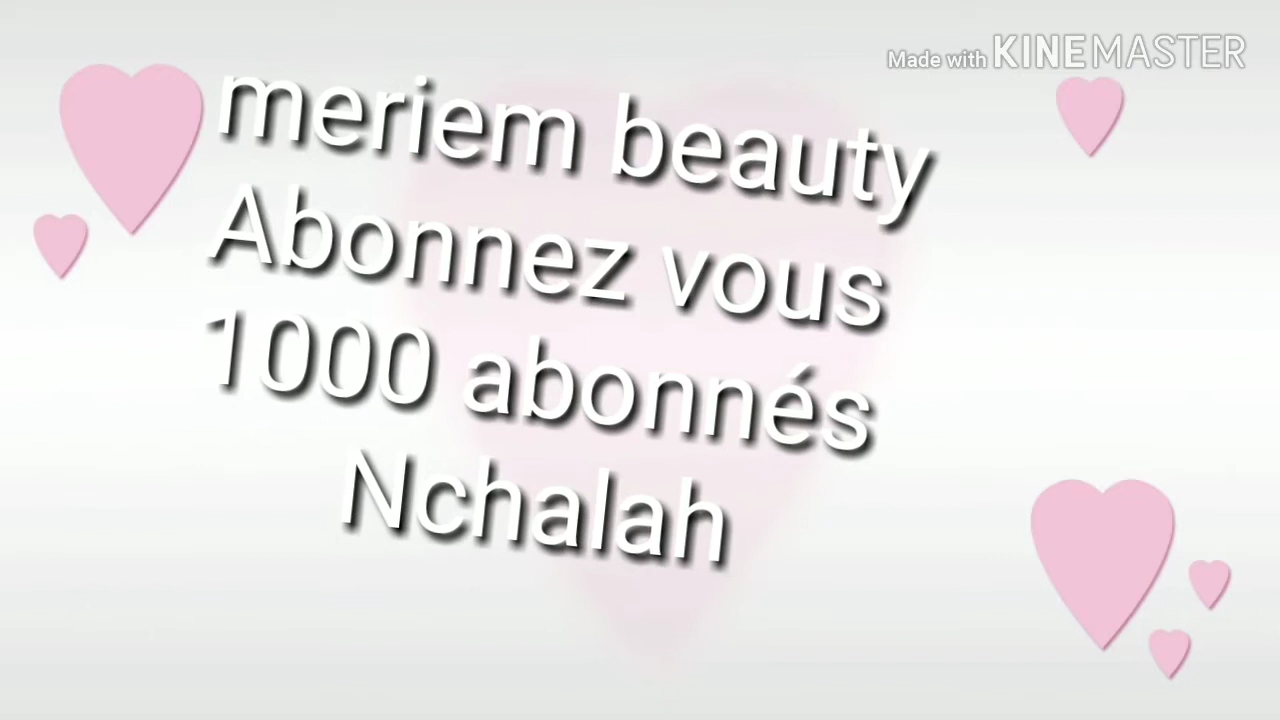 Made with KINEMASTER
meriem beauty
Abonnez vous
1000 abonnés
Nchalah